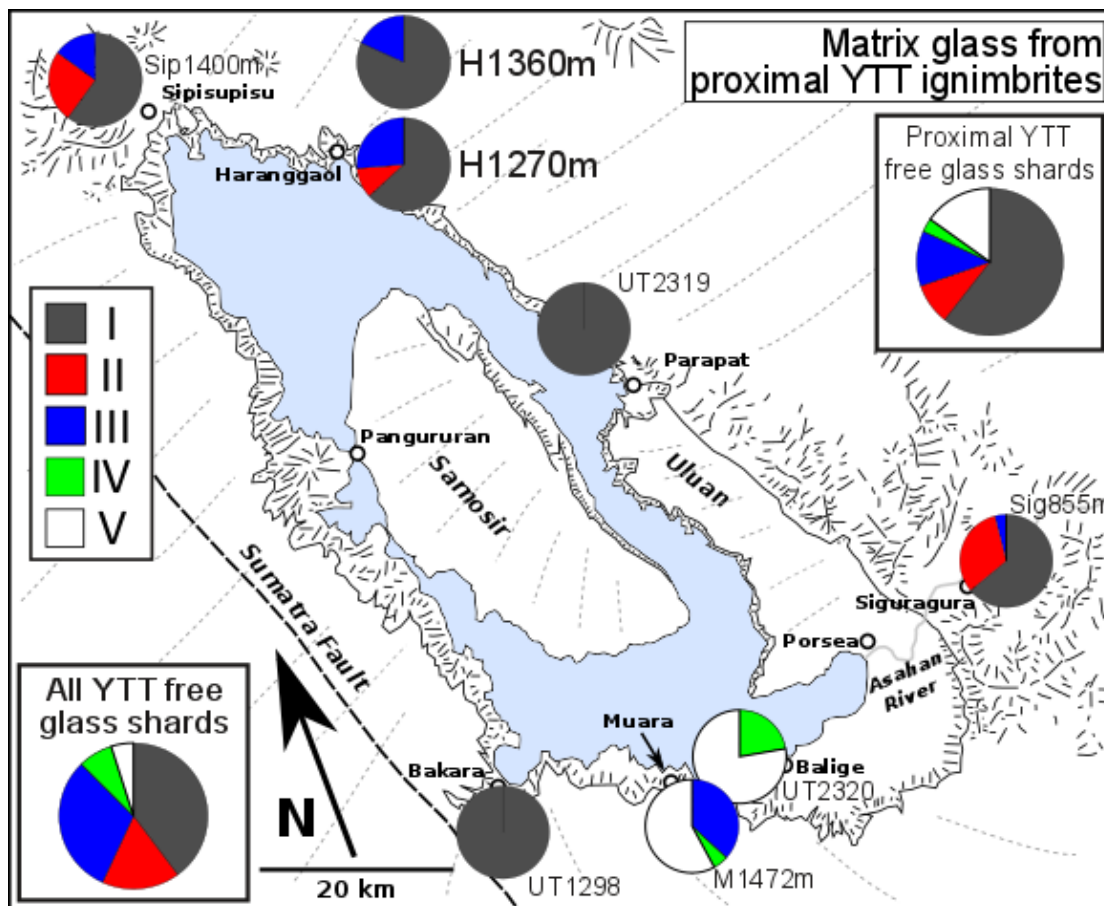 Matrix glass from
proximal YTT ignimbrites
Sip1400m
Sipisupisu
H1360m
H1270m
Haranggaol
Proximal YTT
free glass shards
UT2319
Parapat
I
II
III
IV
V
Pangururan
Samosir
Uluan
Sig855m
Siguragura
Sumatra Fault
Porsea
Asahan
River
All YTT free
glass shards
Muara
Bakara
Balige
UT2320
N
20 km
UT1298
M1472m